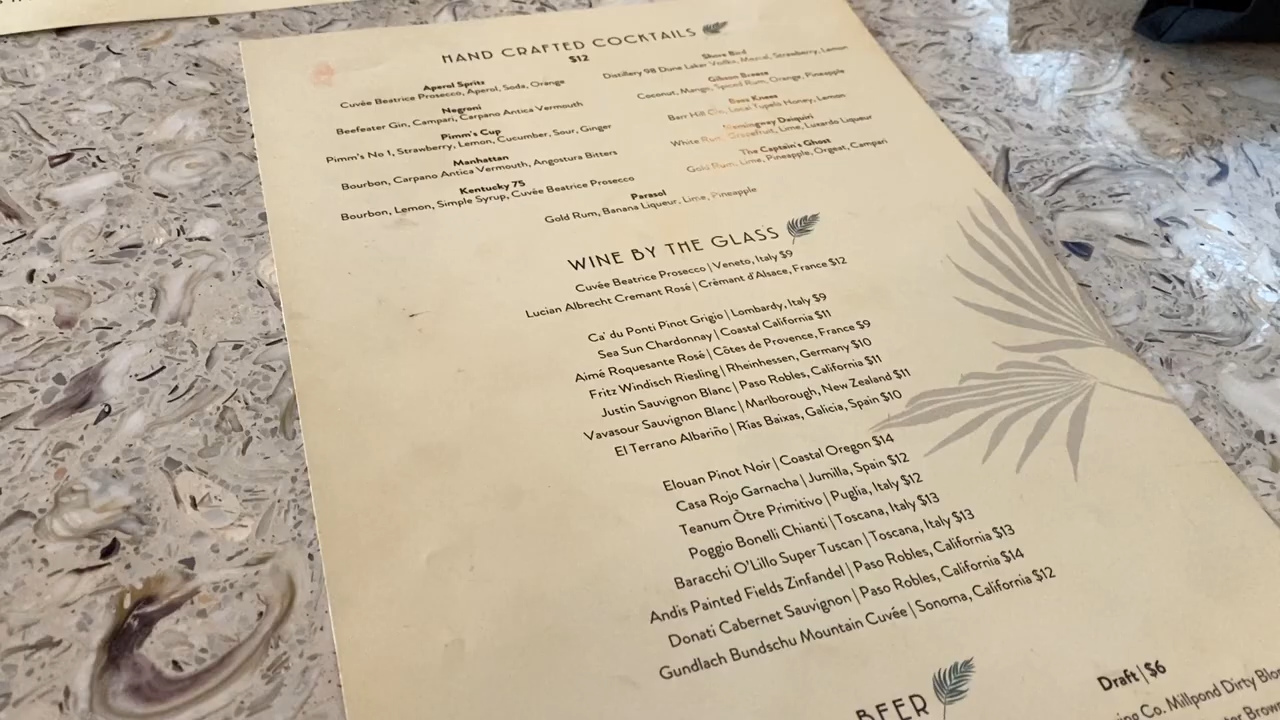 HAND CRAFTED COCKTAILS
$12
Aperol Spritz
Cuvée Beatrice Prosecco, Aperol, Soda, Orange
Negroni
Beefeater Gin, Campari, Carpano Antica Vermouth
Pimm's Cup
Pimm's No 1, Strawberry, Lemon, Cucumber, Sour, Ginger
Manhattan
Bourbon, Carpano Antica Vermouth, Angostura Bitters
Kentucky 75
Bourbon, Lemon, Simple Syrup, Cuvée Beatrice Prosecco
Shore Bird
Distillery 98 Dune Laker Vodka, Mezcal, Strawberry, Lemon
Gibson Breeze
Coconut, Mango, Spiced Rum, Orange, Pineapple
Bees Knees
Barr Hill Gin, Local Tupelo Honey, Lemon
Hemingway Daiquiri
White Rum, Grapefruit, Lime, Luxardo Liqueur
The Captain's Ghost
Gold Rum, Lime, Pineapple, Orgeat, Campari
Parasol
Gold Rum, Banana Liqueur, Lime, Pineapple
WINE BY THE GLASS
Cuvée Beatrice Prosecco | Veneto, Italy $9
Lucian Albrecht Cremant Rosé | Crèmant d'Alsace, France $12
Ca' du Ponti Pinot Grigio | Lombardy, Italy $9
Sea Sun Chardonnay | Coastal California $11
Aimé Roquesante Rosé | Côtes de Provence, France $9
Fritz Windisch Riesling | Rheinhessen, Germany $10
Justin Sauvignon Blanc | Paso Robles, California $11
Vavasour Sauvignon Blanc | Marlborough, New Zealand $11
El Terrano Albariño | Rías Baixas, Galicia, Spain $10
Elouan Pinot Noir | Coastal Oregon $14
Casa Rojo Garnacha | Jumilla, Spain $12
Teanum Òtre Primitivo | Puglia, Italy $12
Poggio Bonelli Chianti | Toscana, Italy $13
Baracchi O'Lillo Super Tuscan | Toscana, Italy $13
Andis Painted Fields Zinfandel | Paso Robles, California $13
Donati Cabernet Sauvignon | Paso Robles, California $14
Gundlach Bundschu Mountain Cuvée | Sonoma, California $12
BEER
Draft | $6
Co. Millpond Dirty